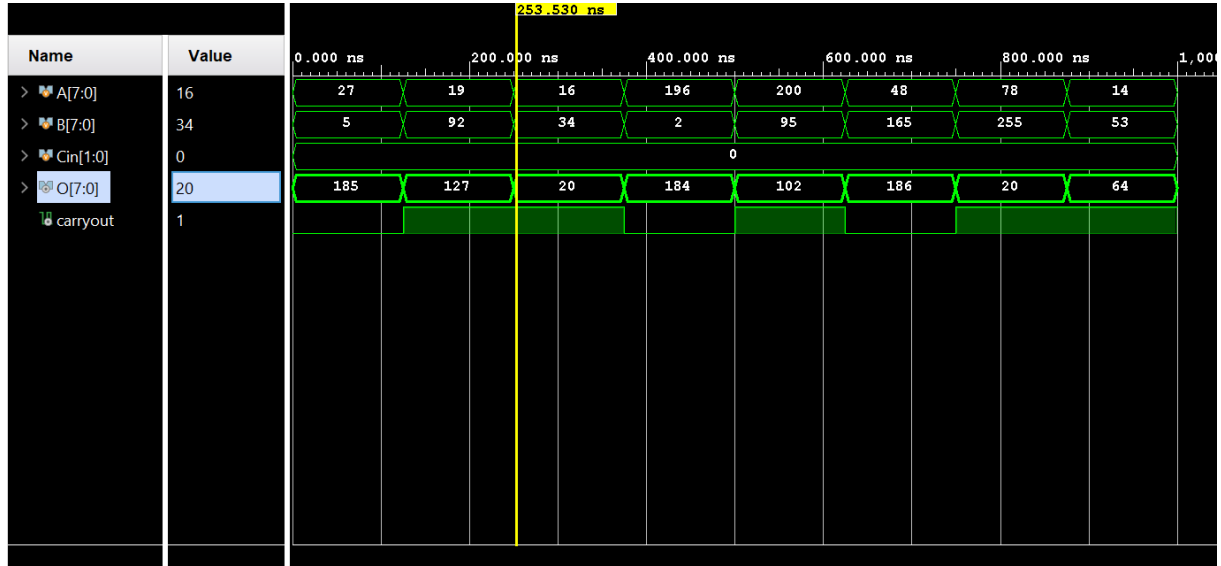 253.530 ns
Name Value 0.000 ns 200.000 ns 400.000 ns 600.000 ns 800.000 ns 1,000
A[7:0] 16 27 19 16 196 200 48 78 14
B[7:0] 34 5 92 34 2 95 165 255 53
Cin[1:0] 0 0
O[7:0] 20 185 127 20 184 102 186 20 64
carryout 1